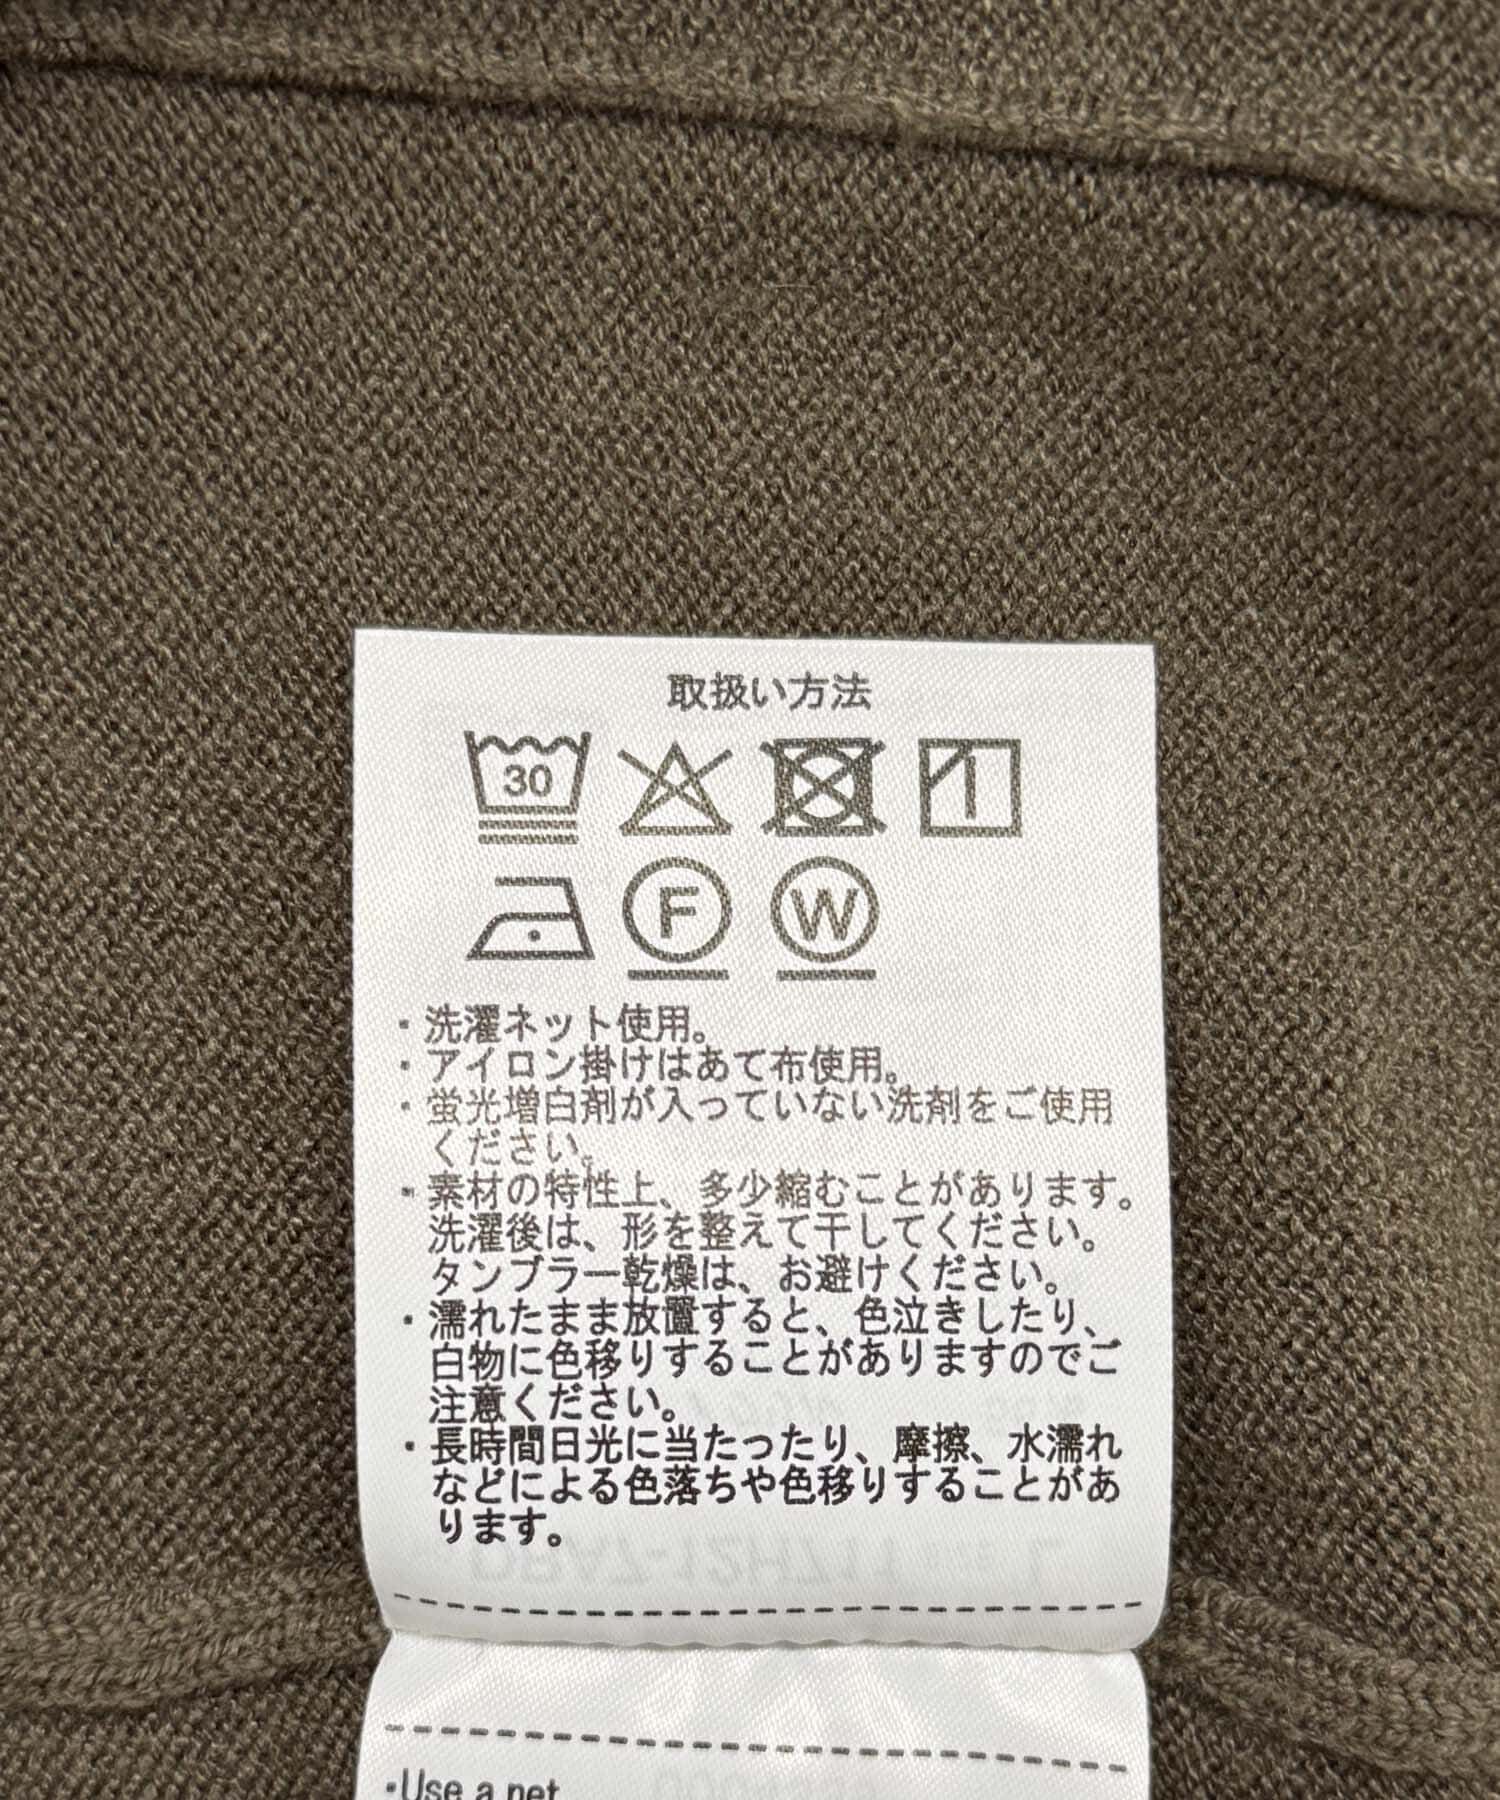 取扱い方法
30
F W
・洗濯ネット使用。
・アイロン掛けはあて布使用。
・蛍光増白剤が入っていない洗剤をご使用
ください。
・素材の特性上、多少縮むことがあります。
洗濯後は、形を整えて干してください。
タンブラー乾燥は、お避けください。
・濡れたまま放置すると、色泣きしたり、
白物に色移りすることがありますのでご
注意ください。
・長時間日光に当たったり、摩擦、水濡れ
などによる色落ちや色移りすることがあ
ります。
・Use a net